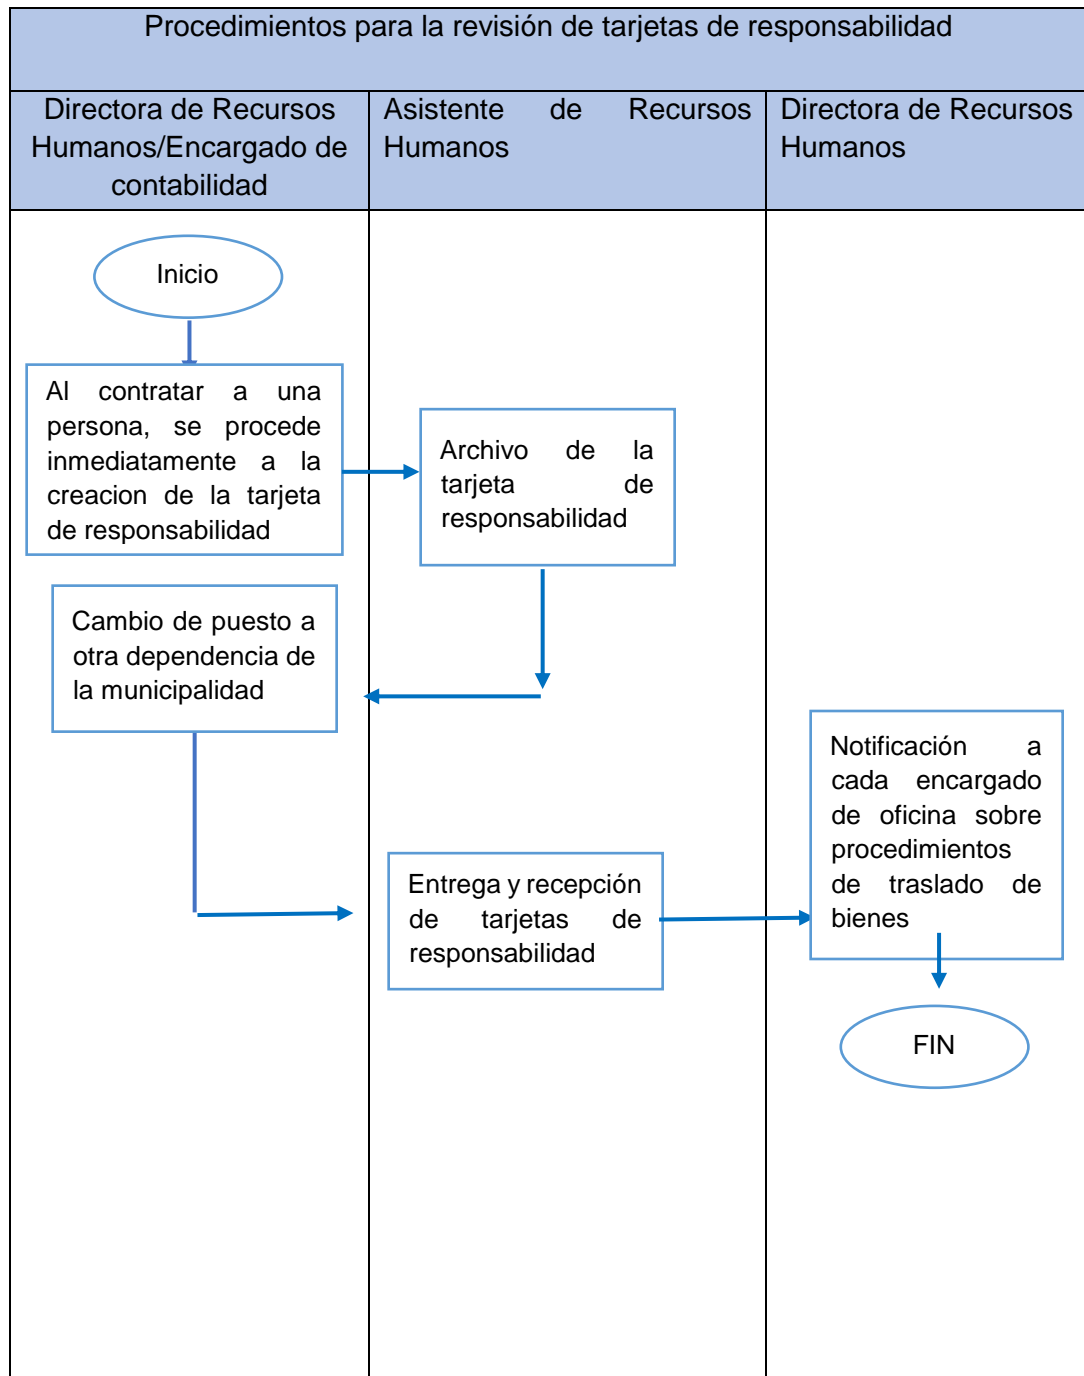 Procedimientos para la revisión de tarjetas de responsabilidad
Directora de Recursos
Humanos/Encargado de
contabilidad
Asistente de Recursos
Humanos
Directora de Recursos
Humanos
Inicio
Al contratar a una
persona, se procede
inmediatamente a la
creacion de la tarjeta
de responsabilidad
Archivo de la
tarjeta de
responsabilidad
Cambio de puesto a
otra dependencia de
la municipalidad
Entrega y recepción
de tarjetas de
responsabilidad
Notificación a
cada encargado
de oficina sobre
procedimientos
de traslado de
bienes
FIN